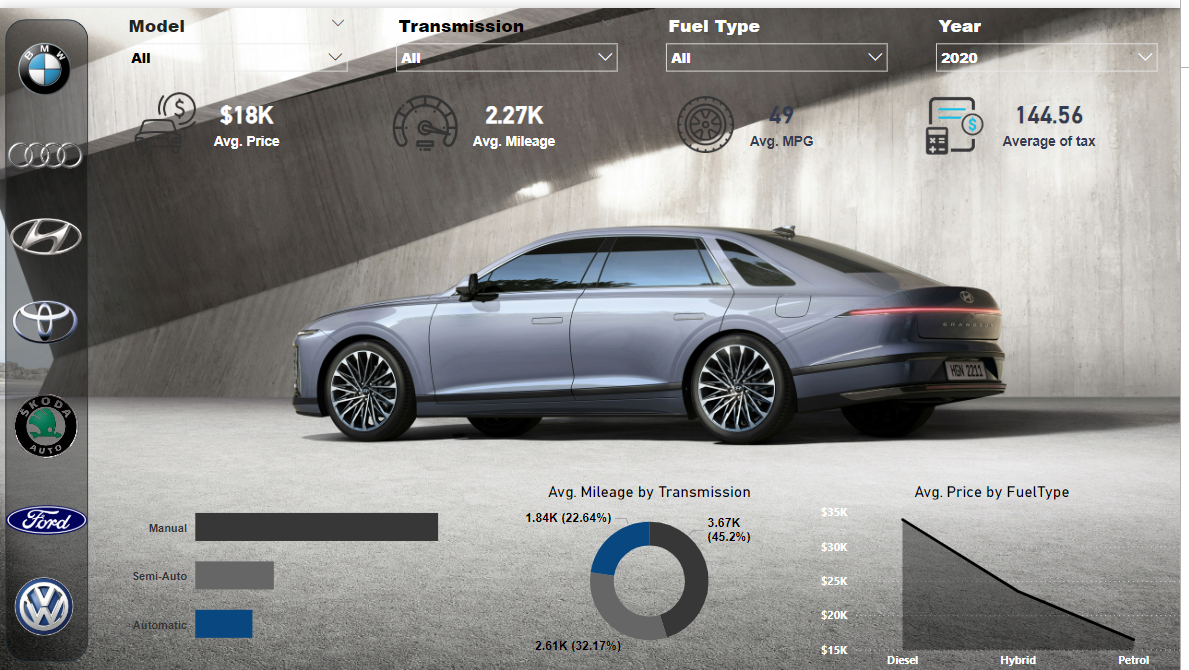 Model
Transmission
Fuel Type
Year
All
All
All
2020
$18K
Avg. Price
2.27K
Avg. Mileage
49
Avg. MPG
144.56
Average of tax
BMW
ŠKODA
AUTO
Ford
HGN 2211
Avg. Mileage by Transmission
Avg. Price by FuelType
Manual
Semi-Auto
Automatic
1.84K (22.64%)
3.67K
(45.2%)
2.61K (32.17%)
$35K
$30K
$25K
$20K
$15K
Diesel
Hybrid
Petrol